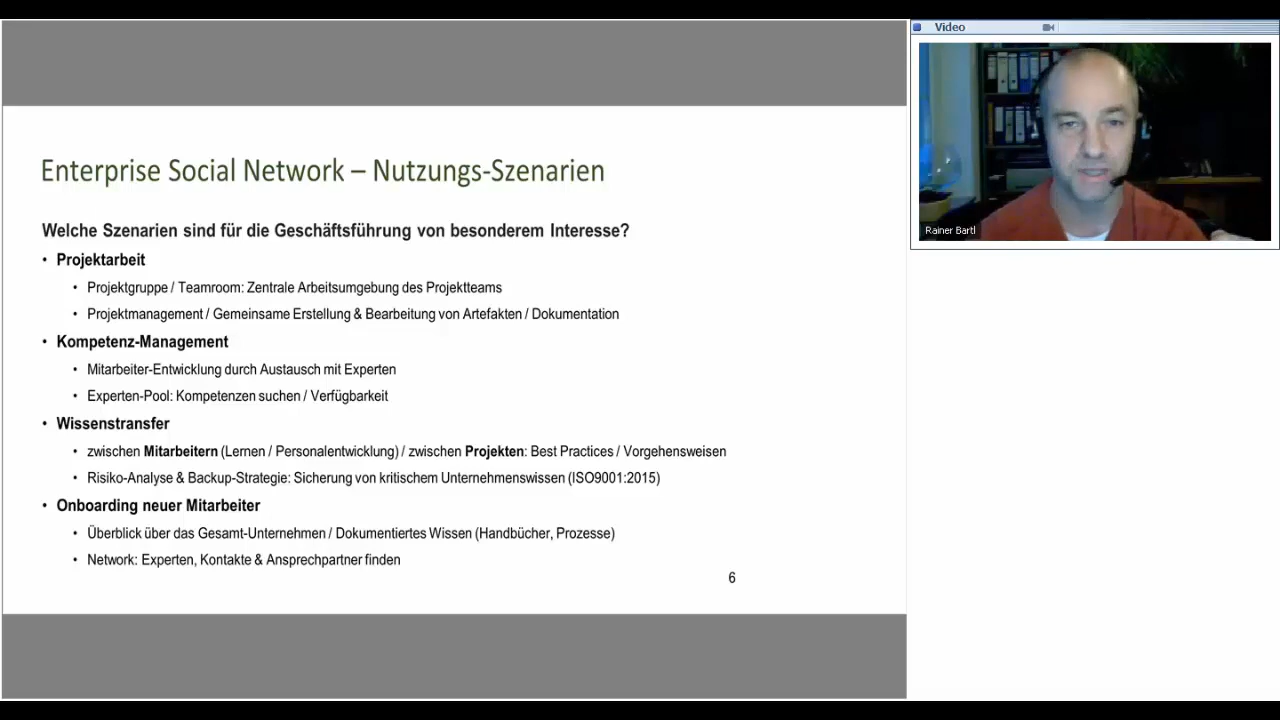 Enterprise Social Network – Nutzungs-Szenarien
Welche Szenarien sind für die Geschäftsführung von besonderem Interesse?
• Projektarbeit
• Projektgruppe / Teamroom: Zentrale Arbeitsumgebung des Projektteams
• Projektmanagement / Gemeinsame Erstellung & Bearbeitung von Artefakten / Dokumentation
• Kompetenz-Management
• Mitarbeiter-Entwicklung durch Austausch mit Experten
• Experten-Pool: Kompetenzen suchen / Verfügbarkeit
• Wissenstransfer
• zwischen Mitarbeitern (Lernen / Personalentwicklung) / zwischen Projekten: Best Practices / Vorgehensweisen
• Risiko-Analyse & Backup-Strategie: Sicherung von kritischem Unternehmenswissen (ISO9001:2015)
• Onboarding neuer Mitarbeiter
• Überblick über das Gesamt-Unternehmen / Dokumentiertes Wissen (Handbücher, Prozesse)
• Network: Experten, Kontakte & Ansprechpartner finden
6
Video
Rainer Bartl